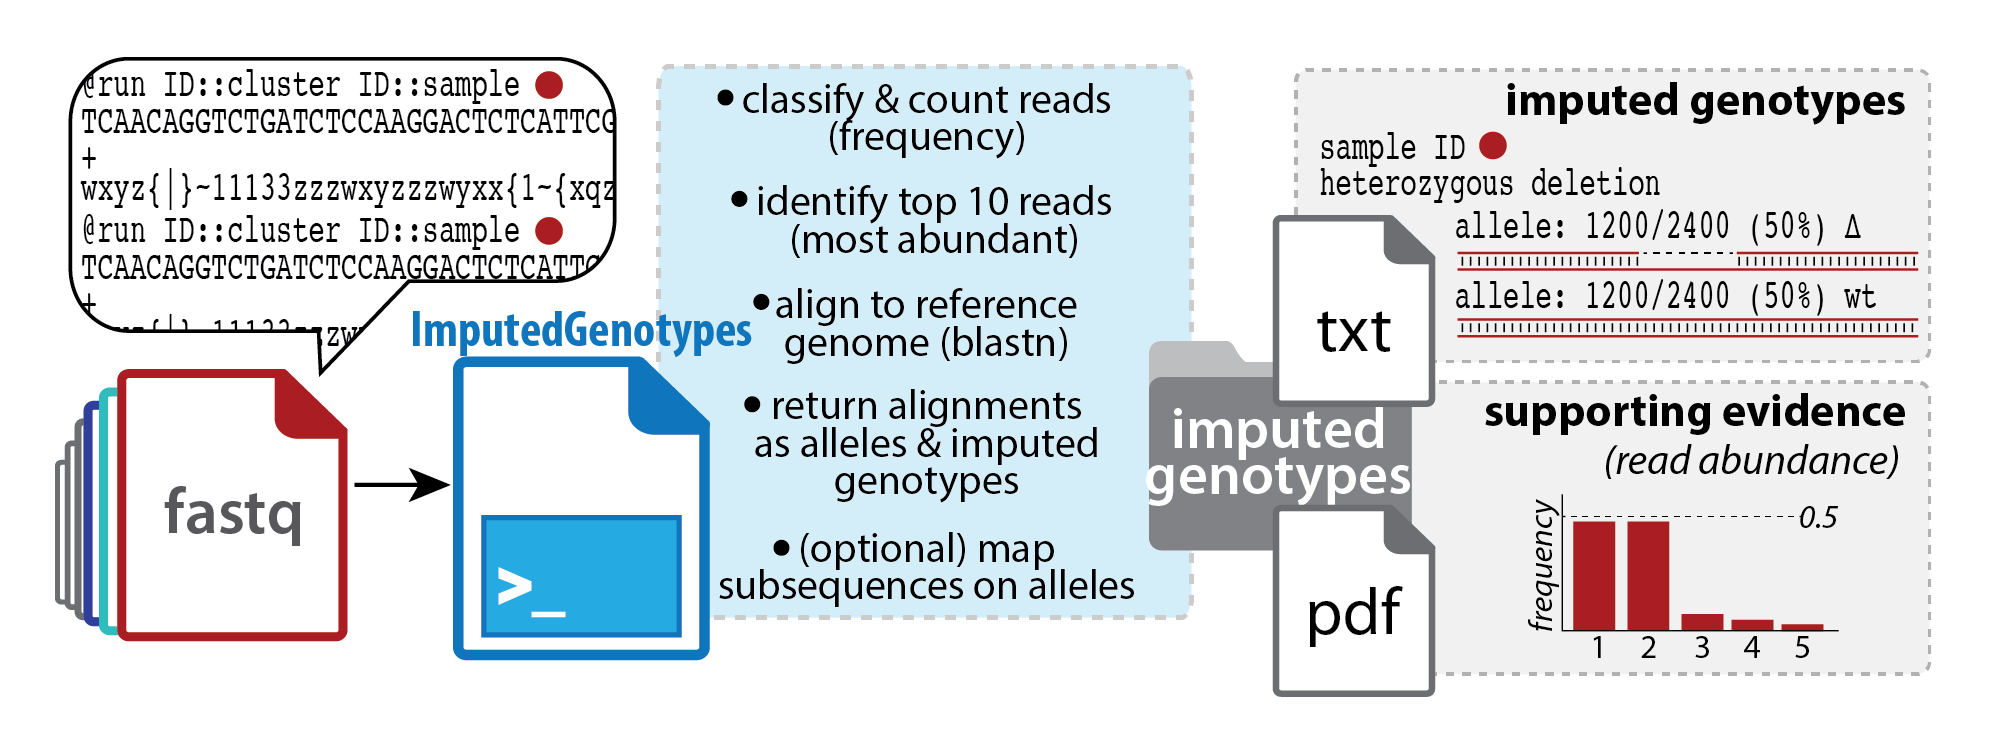 @run ID::cluster ID::sample
TCAACAGGTCTGATCTCCAAGGACTCTCATTCG
+
wxyz{|}~11133zzzwxyzzzwyxx{1~{xqz
@run ID::cluster ID::sample
TCAACAGGTCTGATCTCCAAGGACTCTCATTC
+
ImputedGenotypes
fastq
>_
• classify & count reads
(frequency)
• identify top 10 reads
(most abundant)
• align to reference
genome (blastn)
• return alignments
as alleles & imputed
genotypes
• (optional) map
subsequences on alleles
imputed
genotypes
txt
pdf
imputed genotypes
sample ID
heterozygous deletion
allele: 1200/2400 (50%) Δ
allele: 1200/2400 (50%) wt
supporting evidence
(read abundance)
frequency
0.5
1 2 3 4 5